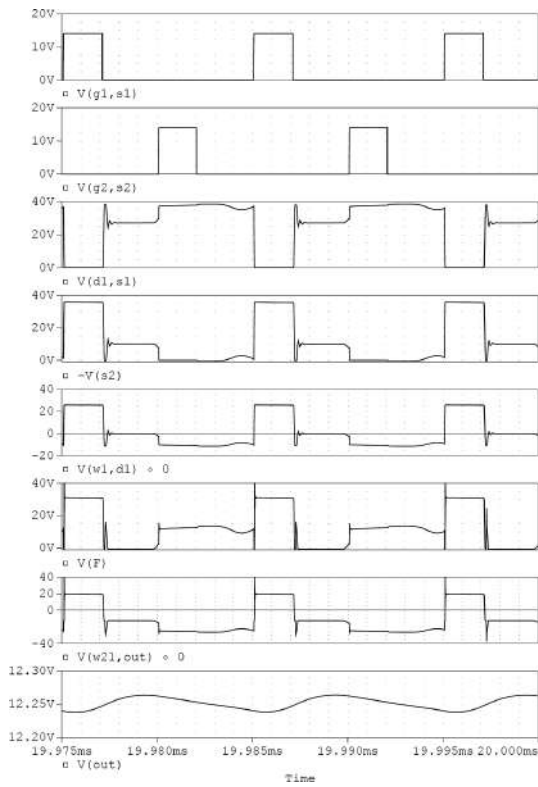 20V
10V
0V
V(g1,s1)
20V
10V
0V
V(g2,s2)
40V
20V
0V
V(d1,s1)
40V
20V
0V
-V(s2)
40
20
0
-20
V(w1,d1) ⋄ 0
40V
20V
0V
V(F)
40
20
0
-40
V(w21,out) ⋄ 0
12.30V
12.25V
12.20V
19.975ms 19.980ms 19.985ms 19.990ms 19.995ms 20.000ms
V(out)
Time